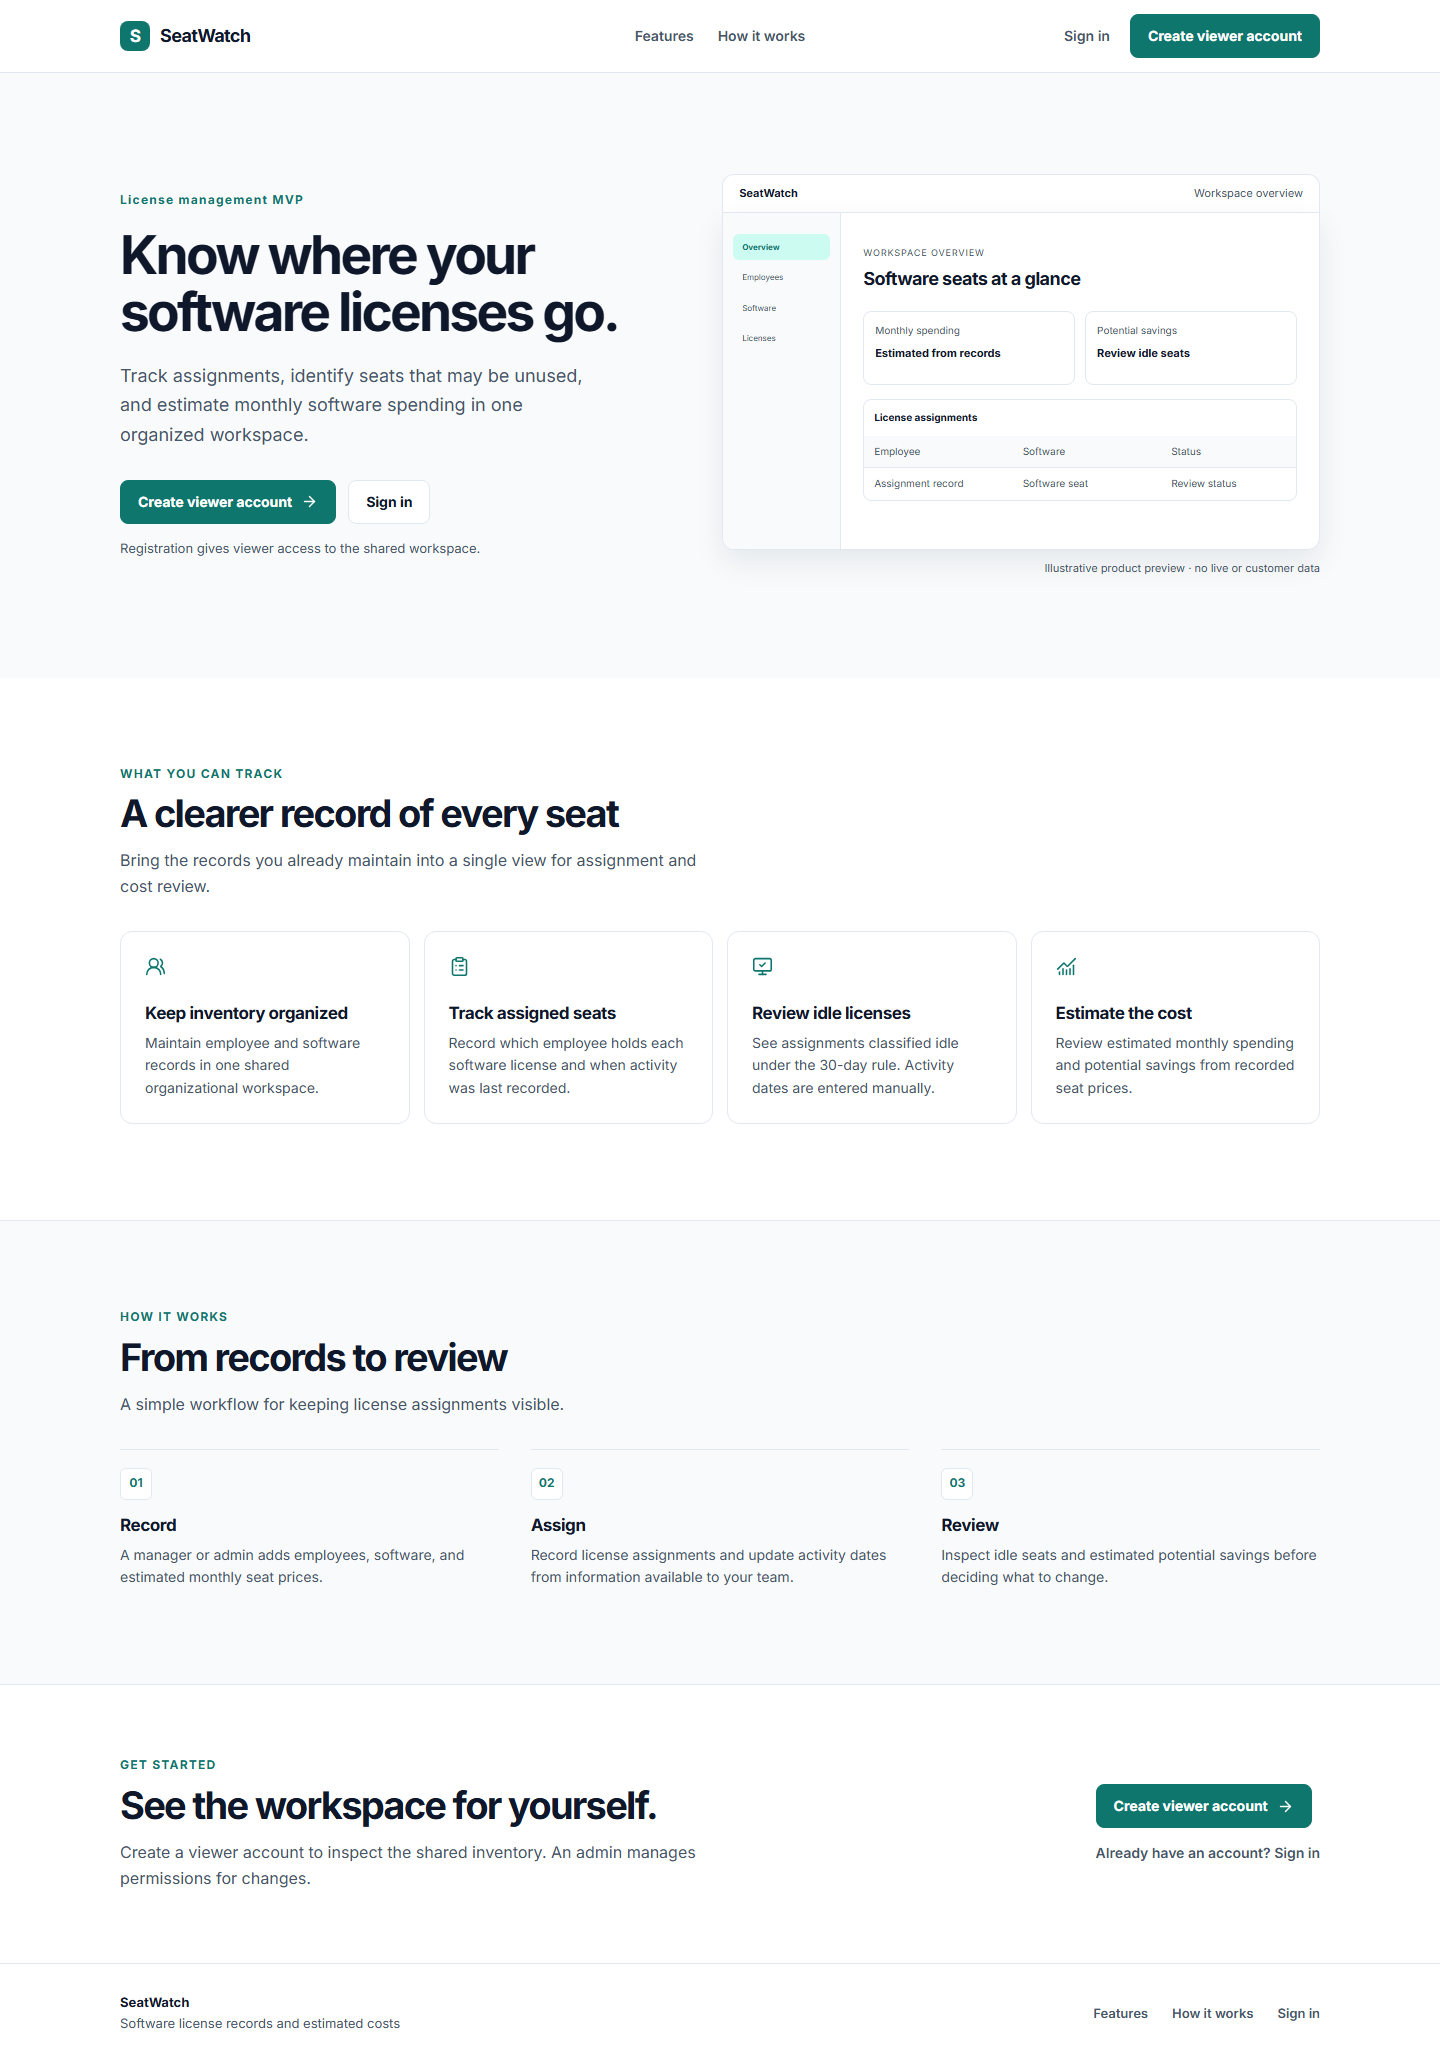 S SeatWatch
Features How it works
Sign in Create viewer account
License management MVP
Know where your
software licenses go.
Track assignments, identify seats that may be unused,
and estimate monthly software spending in one
organized workspace.
Create viewer account → Sign in
Registration gives viewer access to the shared workspace.
SeatWatch Workspace overview
Overview
Employees
Software
Licenses
WORKSPACE OVERVIEW
Software seats at a glance
Monthly spending
Estimated from records
Potential savings
Review idle seats
License assignments
Employee Software Status
Assignment record Software seat Review status
Illustrative product preview · no live or customer data
WHAT YOU CAN TRACK
A clearer record of every seat
Bring the records you already maintain into a single view for assignment and
cost review.
Keep inventory organized
Maintain employee and software
records in one shared
organizational workspace.
Track assigned seats
Record which employee holds each
software license and when activity
was last recorded.
Review idle licenses
See assignments classified idle
under the 30-day rule. Activity
dates are entered manually.
Estimate the cost
Review estimated monthly spending
and potential savings from recorded
seat prices.
HOW IT WORKS
From records to review
A simple workflow for keeping license assignments visible.
01
Record
A manager or admin adds employees, software, and
estimated monthly seat prices.
02
Assign
Record license assignments and update activity dates
from information available to your team.
03
Review
Inspect idle seats and estimated potential savings before
deciding what to change.
GET STARTED
See the workspace for yourself.
Create a viewer account to inspect the shared inventory. An admin manages
permissions for changes.
Create viewer account →
Already have an account? Sign in
SeatWatch
Software license records and estimated costs
Features How it works Sign in